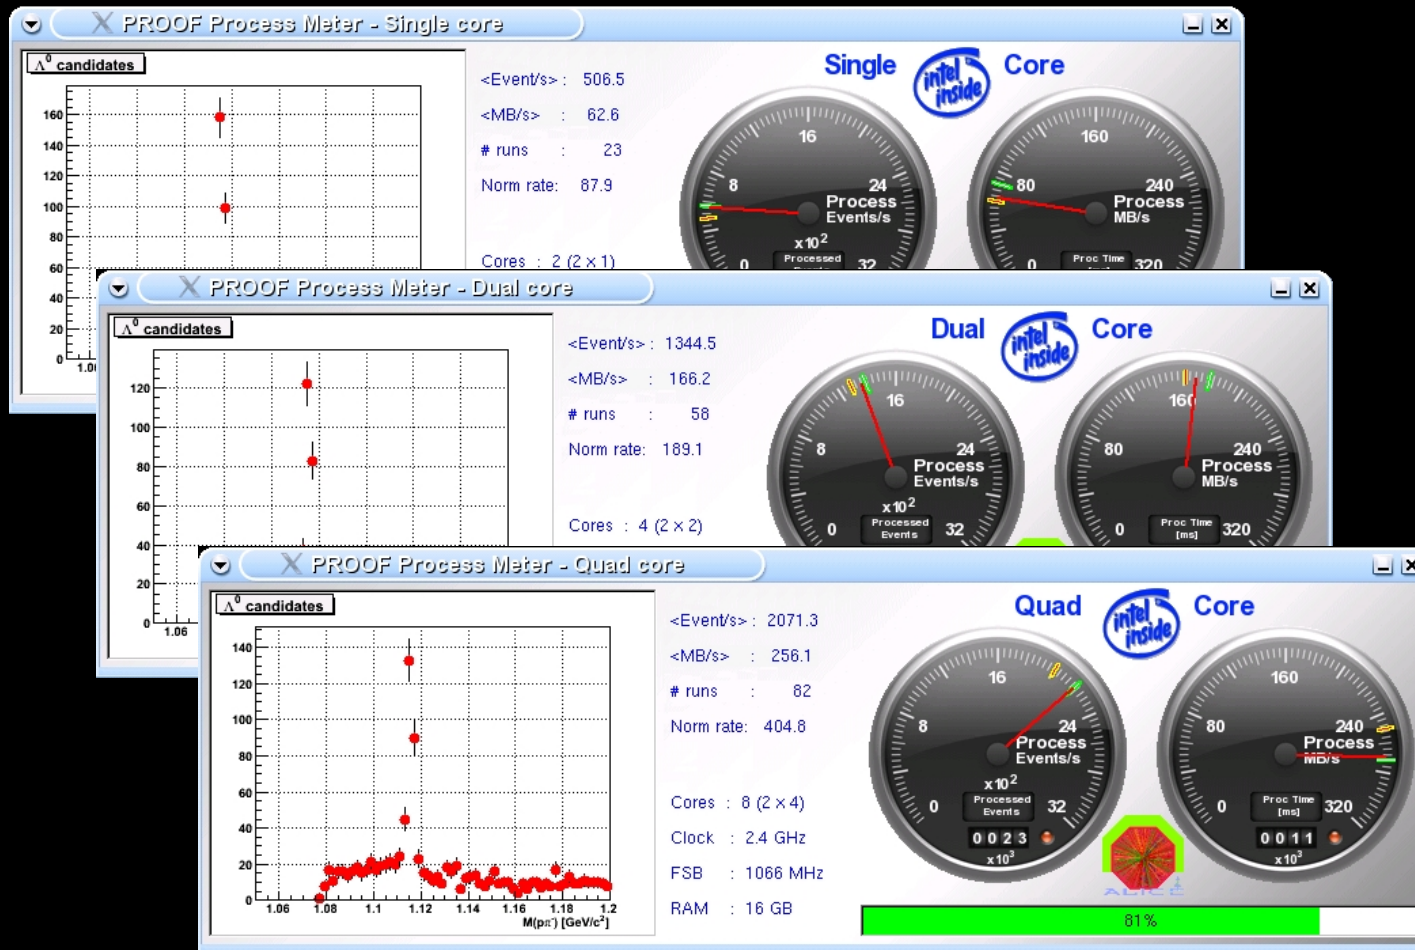 PROOF Process Meter - Single core
Λ0 candidates
160
140
120
100
80
60
40
20
0
<Event/s> : 506.5
<MB/s> : 62.6
# runs : 23
Norm rate: 87.9
Cores : 2 (2 x 1)
Single intel inside Core
0 8 16 24 32
Process
Events/s
x10²
Processed
0 80 160 240 320
Process
MB/s
Proc Time
PROOF Process Meter - Dual core
Λ0 candidates
120
100
80
60
40
20
0
1.06
<Event/s> : 1344.5
<MB/s> : 166.2
# runs : 58
Norm rate: 189.1
Cores : 4 (2 x 2)
Dual intel inside Core
0 8 16 24 32
Process
Events/s
x10²
Processed
Events
0 80 160 240 320
Process
MB/s
Proc Time
[ms]
PROOF Process Meter - Quad core
Λ0 candidates
140
120
100
80
60
40
20
0
1.06 1.08 1.1 1.12 1.14 1.16 1.18 1.2
M(pπ-) [GeV/c²]
<Event/s> : 2071.3
<MB/s> : 256.1
# runs : 82
Norm rate: 404.8
Cores : 8 (2 x 4)
Clock : 2.4 GHz
FSB : 1066 MHz
RAM : 16 GB
Quad intel inside Core
0 8 16 24 32
Process
Events/s
x10²
Processed
Events
0023
x10³
0 80 160 240 320
Process
MB/s
Proc Time
[ms]
0011
x10³
ALICE
81%